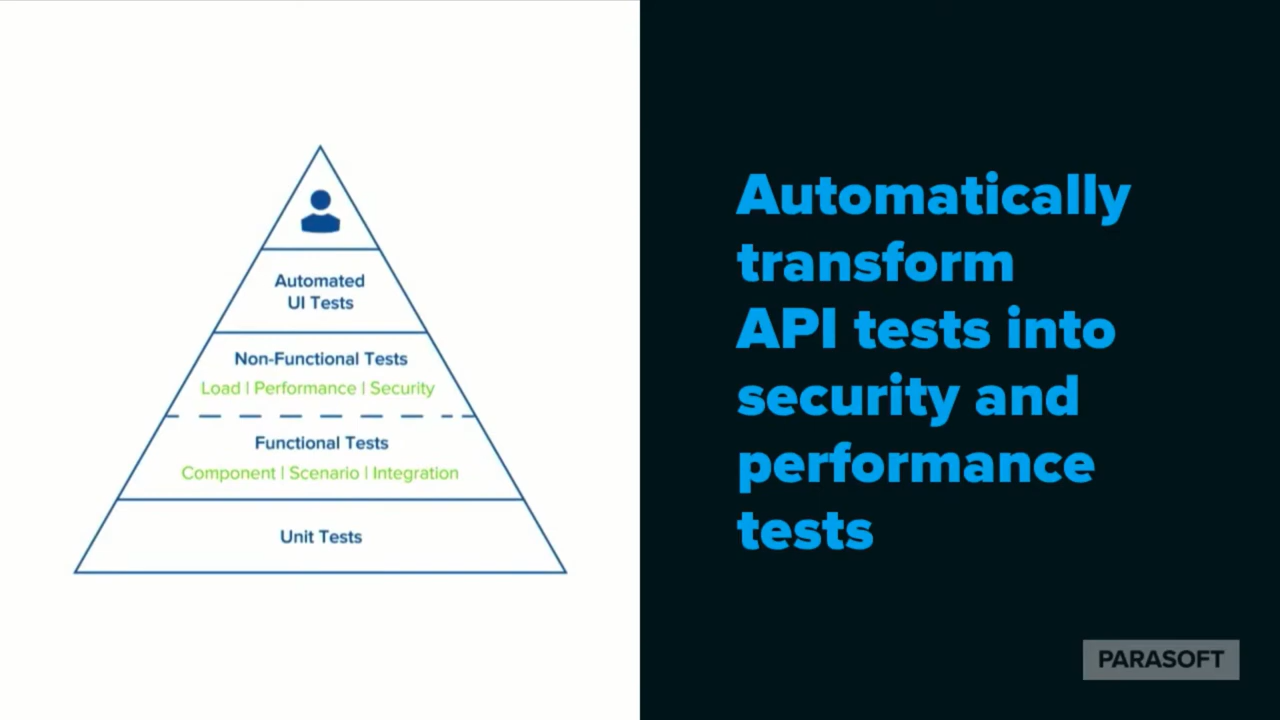 Automated
UI Tests
Non-Functional Tests
Load | Performance | Security
Functional Tests
Component | Scenario | Integration
Unit Tests
Automatically
transform
API tests into
security and
performance
tests
PARASOFT